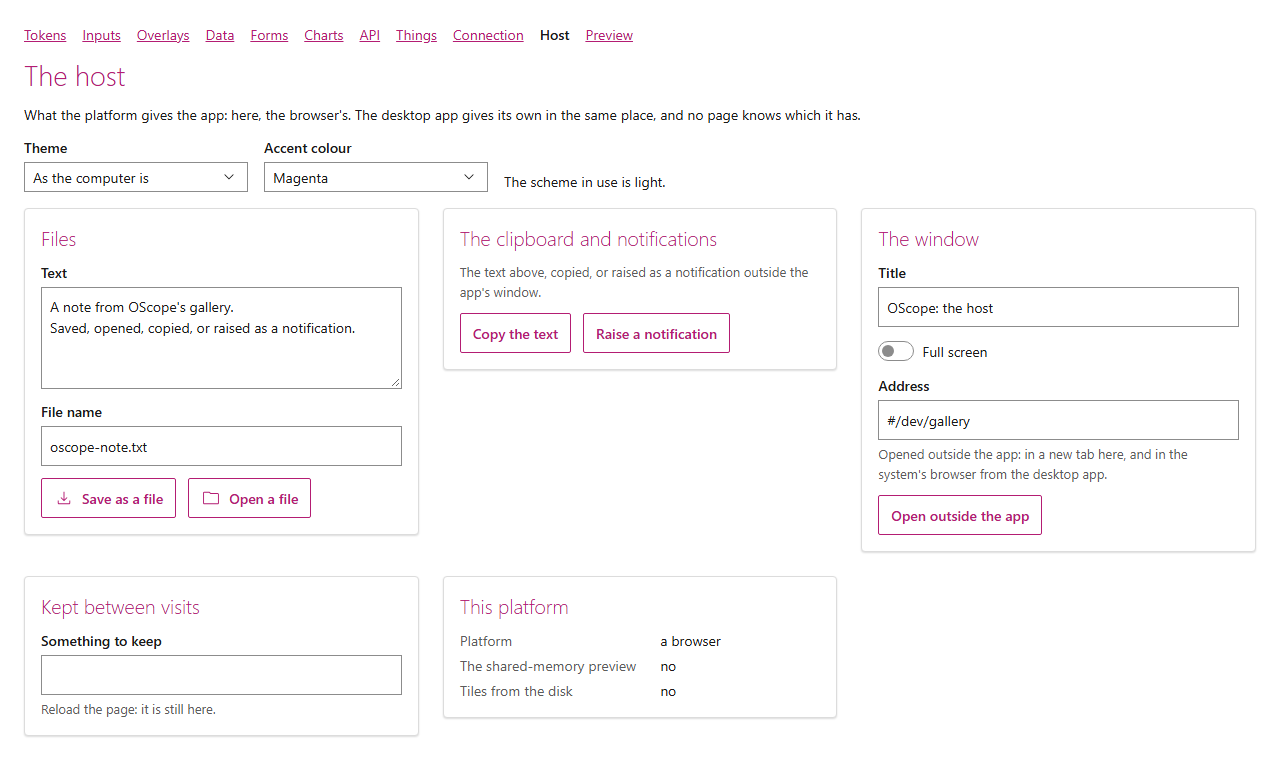 Tokens Inputs Overlays Data Forms Charts API Things Connection Host Preview
The host
What the platform gives the app: here, the browser's. The desktop app gives its own in the same place, and no page knows which it has.
Theme
As the computer is
Accent colour
Magenta
The scheme in use is light.
Files
Text
A note from OScope's gallery.
Saved, opened, copied, or raised as a notification.
File name
oscope-note.txt
Save as a file
Open a file
The clipboard and notifications
The text above, copied, or raised as a notification outside the
app's window.
Copy the text
Raise a notification
The window
Title
OScope: the host
Full screen
Address
#/dev/gallery
Opened outside the app: in a new tab here, and in the
system's browser from the desktop app.
Open outside the app
Kept between visits
Something to keep
Reload the page: it is still here.
This platform
Platform a browser
The shared-memory preview no
Tiles from the disk no